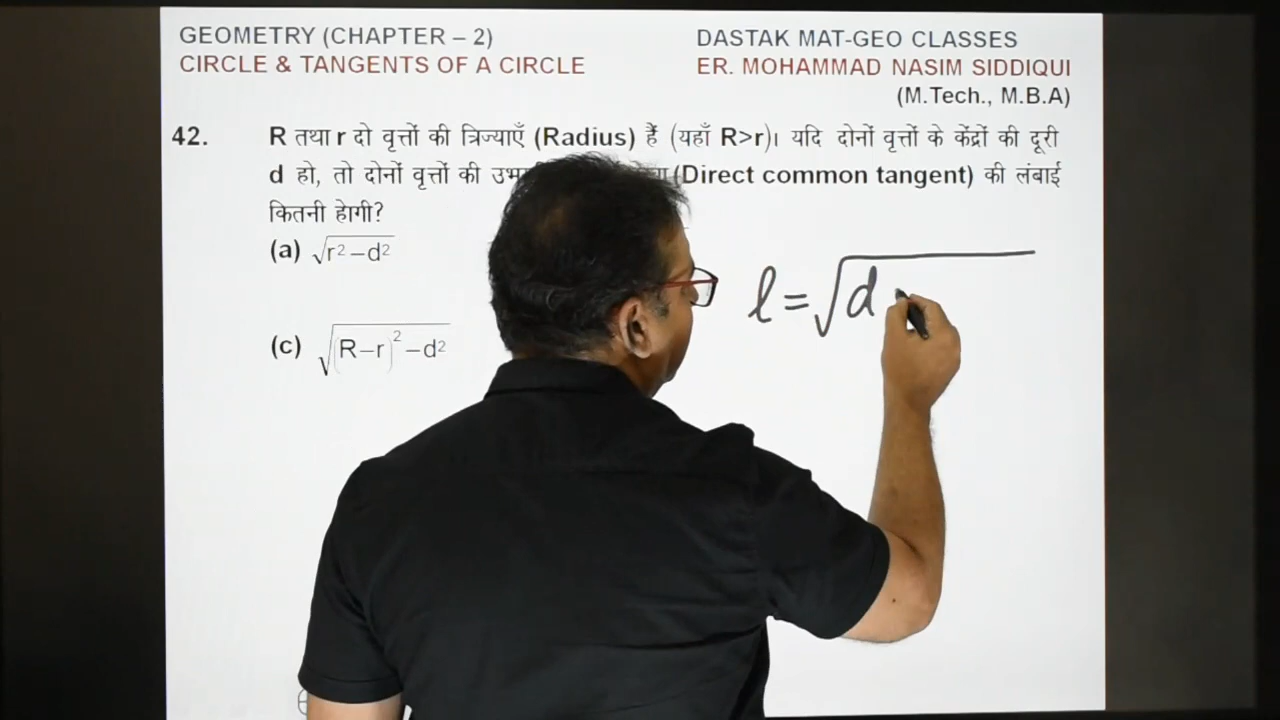 GEOMETRY (CHAPTER – 2)
CIRCLE & TANGENTS OF A CIRCLE
DASTAK MAT-GEO CLASSES
ER. MOHAMMAD NASIM SIDDIQUI
(M.Tech., M.B.A)
42. R तथा r दो वृत्तों की त्रिज्याएँ (Radius) हैं (यहाँ R>r)। यदि दोनों वृत्तों के केंद्रों की दूरी
d हो, तो दोनों वृत्तों की (Direct common tangent) की लंबाई
कितनी होगी?
(a) √r²–d²
(c) √(R–r)²–d²
l = √d